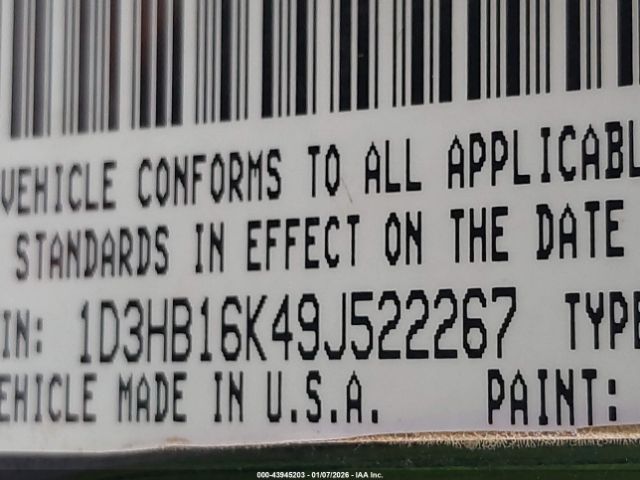 VEHICLE CONFORMS TO ALL APPLICABL
STANDARDS IN EFFECT ON THE DATE
IN: 1D3HB16K49J522267 TYPE
EHICLE MADE IN U.S.A. PAINT:
000-43945203 - 01/07/2026 - IAA Inc.